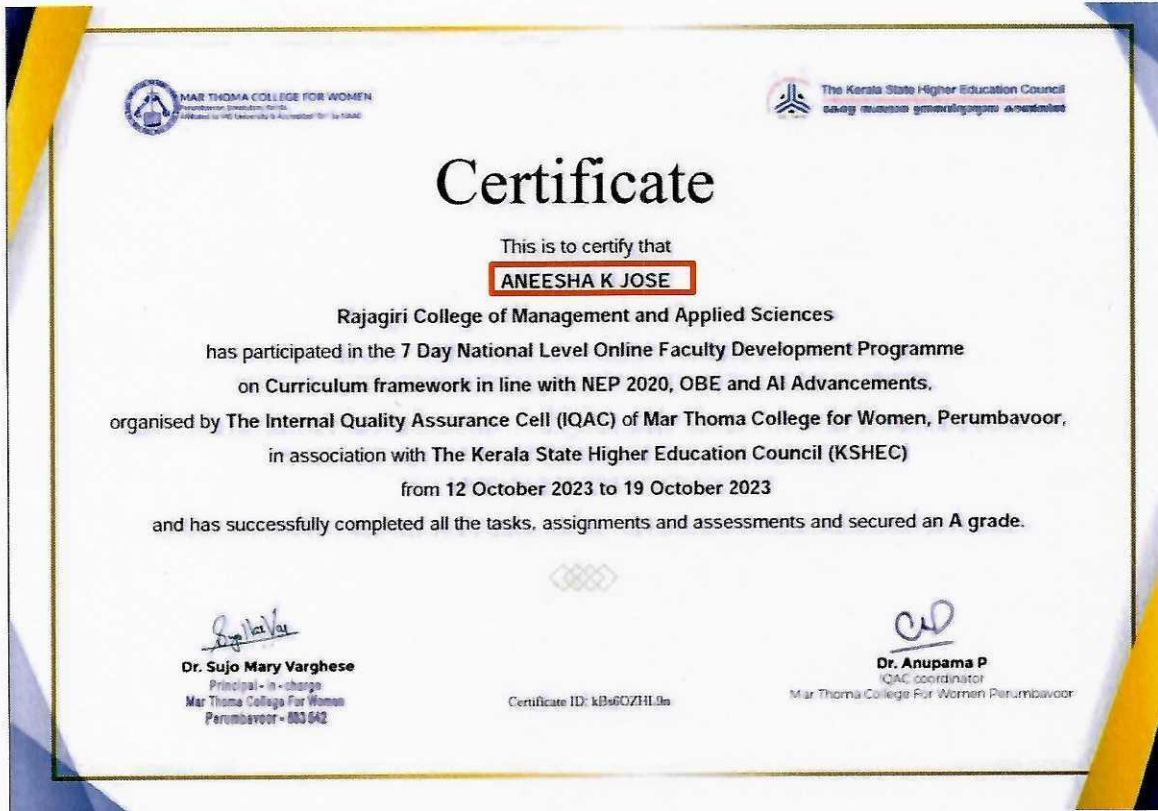 MAR THOMA COLLEGE FOR WOMEN
The Kerala State Higher Education Council
Certificate
This is to certify that
ANEESHA K JOSE
Rajagiri College of Management and Applied Sciences
has participated in the 7 Day National Level Online Faculty Development Programme
on Curriculum framework in line with NEP 2020, OBE and AI Advancements,
organised by The Internal Quality Assurance Cell (IQAC) of Mar Thoma College for Women, Perumbavoor,
in association with The Kerala State Higher Education Council (KSHEC)
from 12 October 2023 to 19 October 2023
and has successfully completed all the tasks, assignments and assessments and secured an A grade.
Dr. Sujo Mary Varghese
Principal - in - charge
Mar Thoma College For Women
Perumbavoor - 683 542
Certificate ID:
Dr. Anupama P
IQAC coordinator
Mar Thoma College For Women Perumbavoor